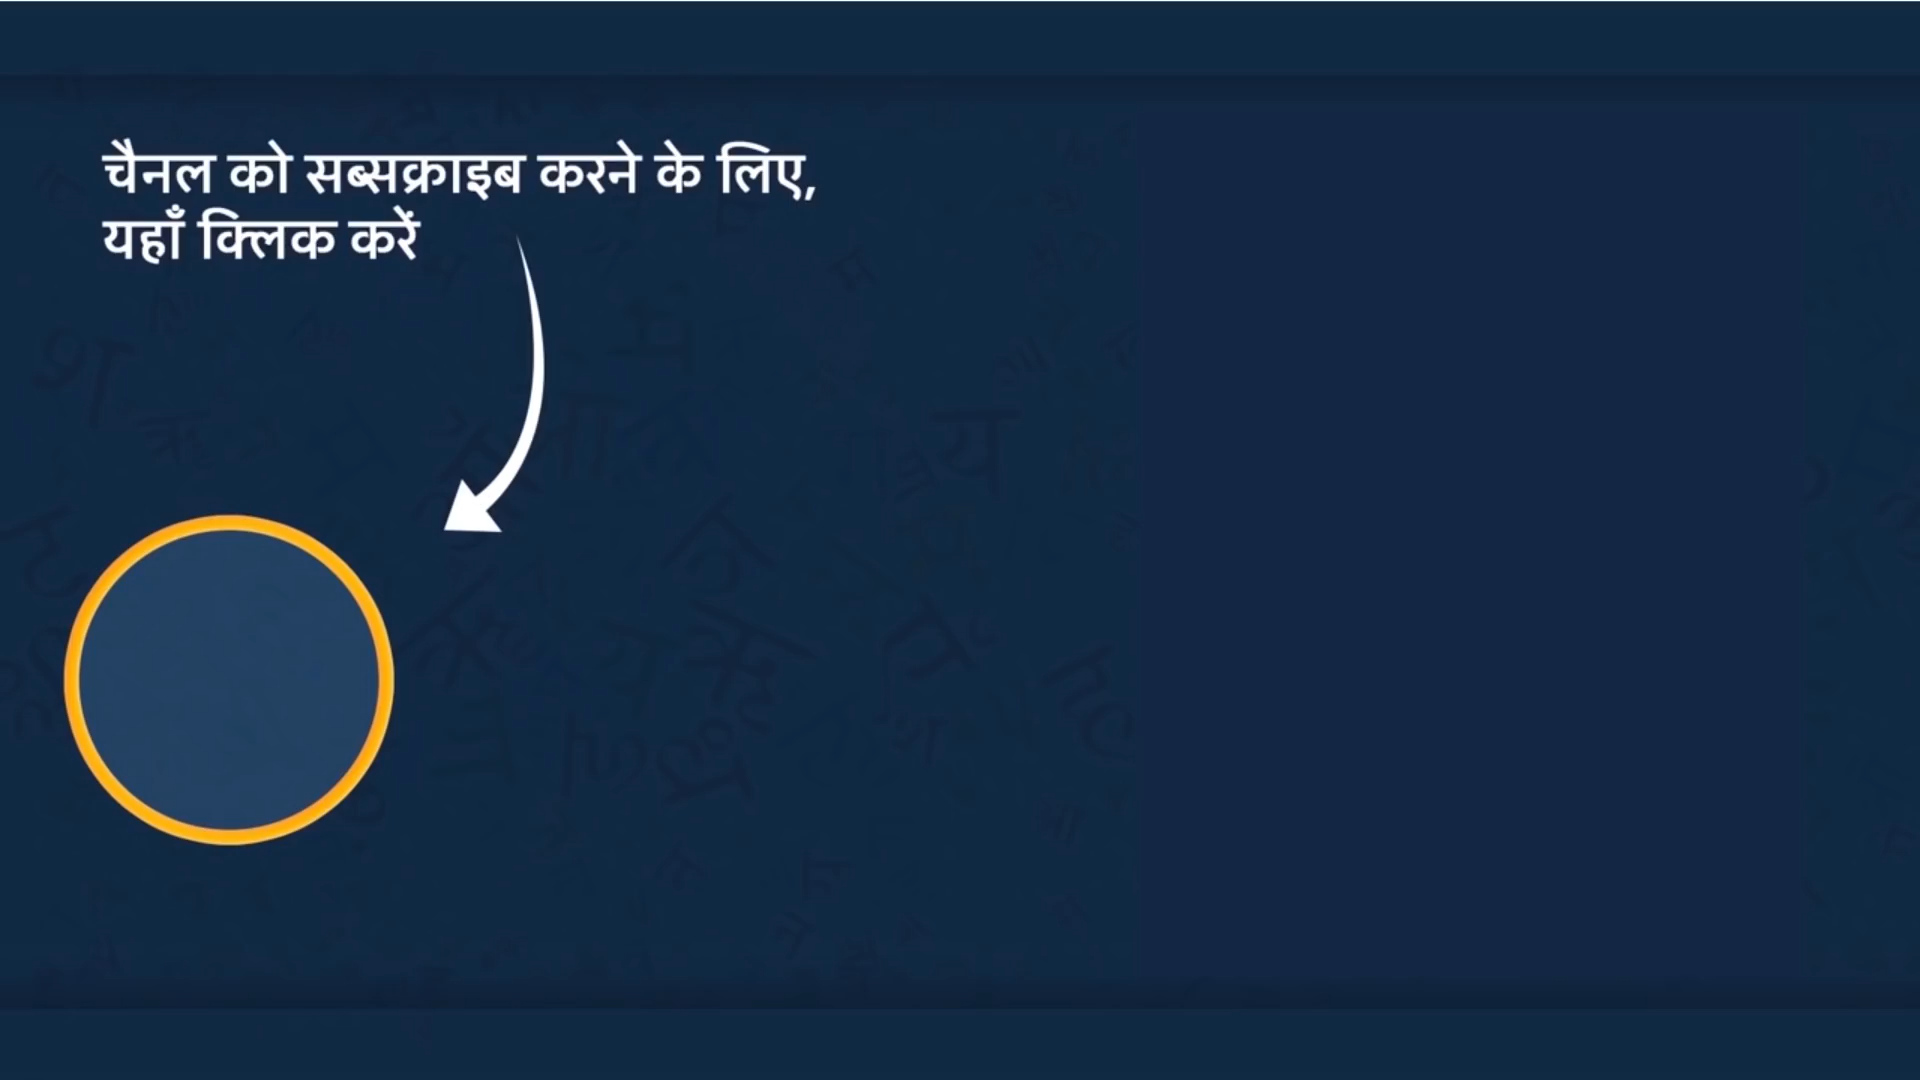 चैनल को सब्सक्राइब करने के लिए,
यहाँ क्लिक करें